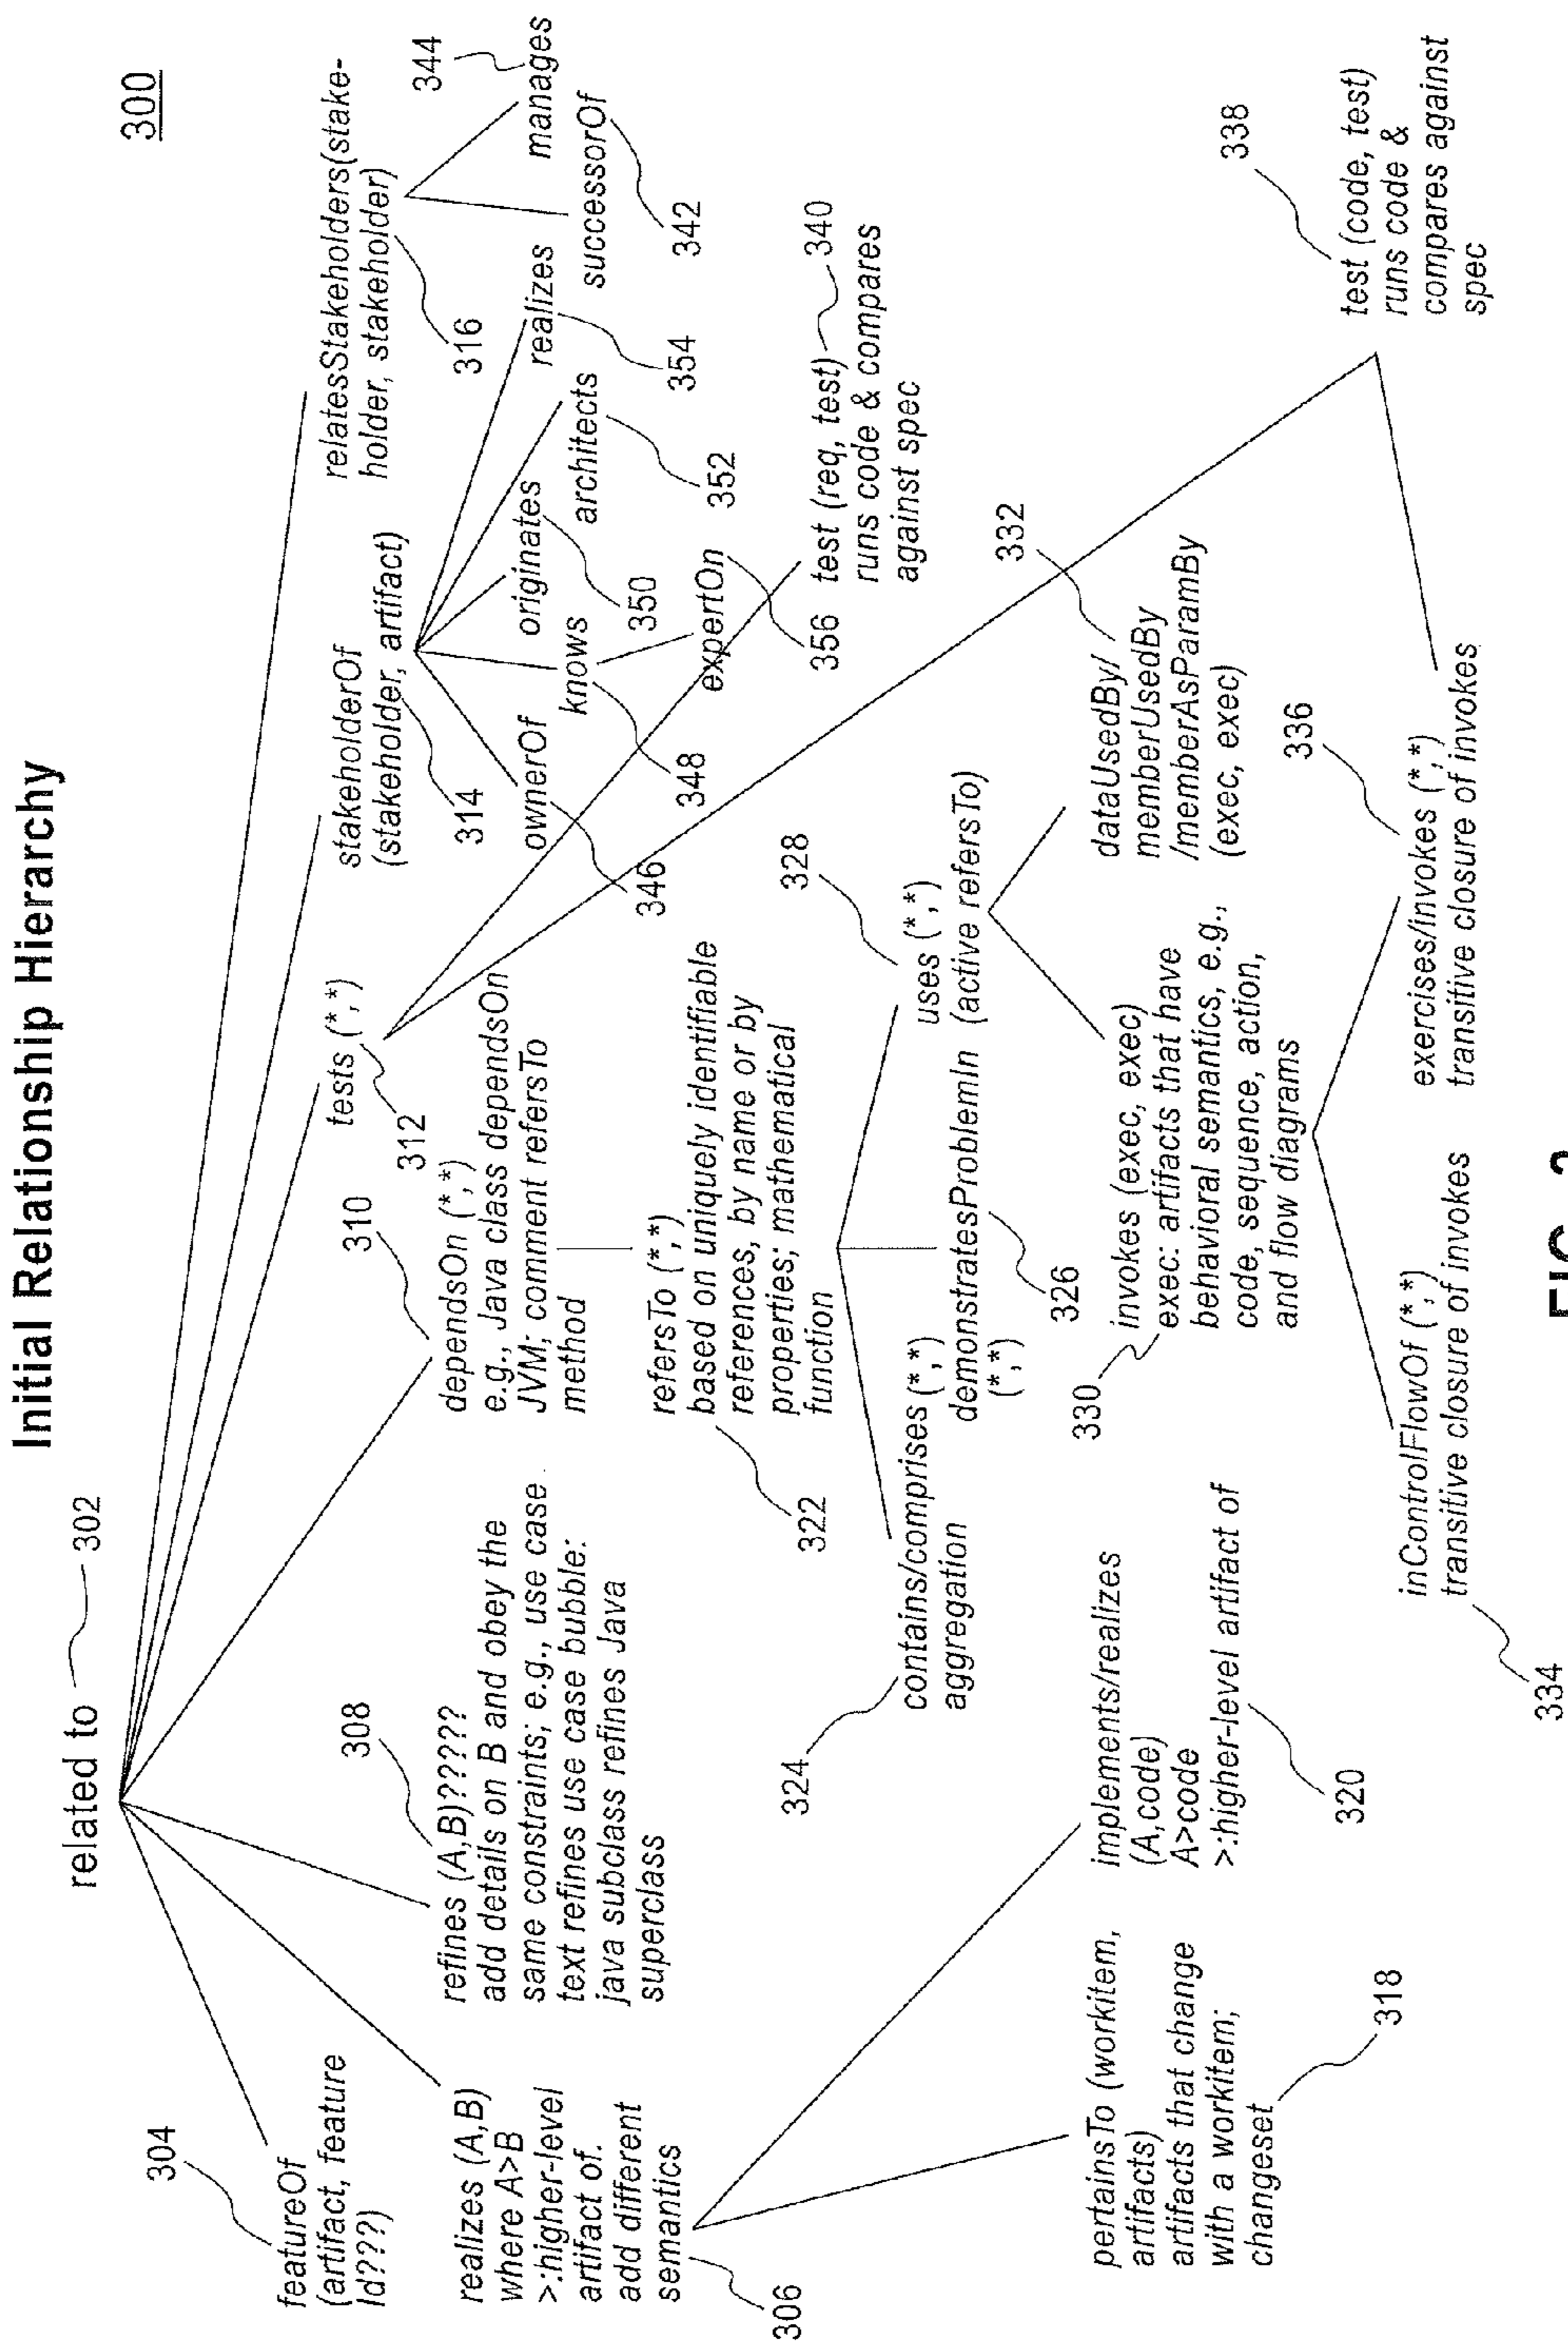 Initial Relationship Hierarchy
300
related to
302
304
featureOf
(artifact, feature
Id???)
realizes (A,B)
where A>B
>:higher-level
artifact of.
add different
semantics
306
308
refines (A,B)?????
add details on B and obey the
same constraints; e.g., use case
text refines use case bubble:
java subclass refines Java
superclass
310
dependsOn (*,*)
e.g., Java class dependsOn
JVM; comment refersTo
method
tests (*,*)
312
stakeholderOf
(stakeholder, artifact)
314
relatesStakeholders(stake-
holder, stakeholder)
316
344
manages
successorOf
342
realizes
354
architects
352
originates
350
knows
348
ownerOf
346
expertOn
356
test (req, test)
340
runs code & compares
against spec
refersTo (*,*)
based on uniquely identifiable
references, by name or by
properties; mathematical
function
322
324
contains/comprises (*,*)
aggregation
demonstratesProblemIn
(*,*)
326
328
uses (*,*)
(active refersTo)
332
dataUsedBy/
memberUsedBy
/memberAsParamBy
(exec, exec)
330
invokes (exec, exec)
exec: artifacts that have
behavioral semantics, e.g.,
code, sequence, action,
and flow diagrams
pertainsTo (workitem,
artifacts)
artifacts that change
with a workitem;
changeset
318
implements/realizes
(A,code)
A>code
>:higher-level artifact of
320
inControlFlowOf (*,*)
transitive closure of invokes
334
336
exercises/invokes (*,*)
transitive closure of invokes
338
test (code, test)
runs code &
compares against
spec